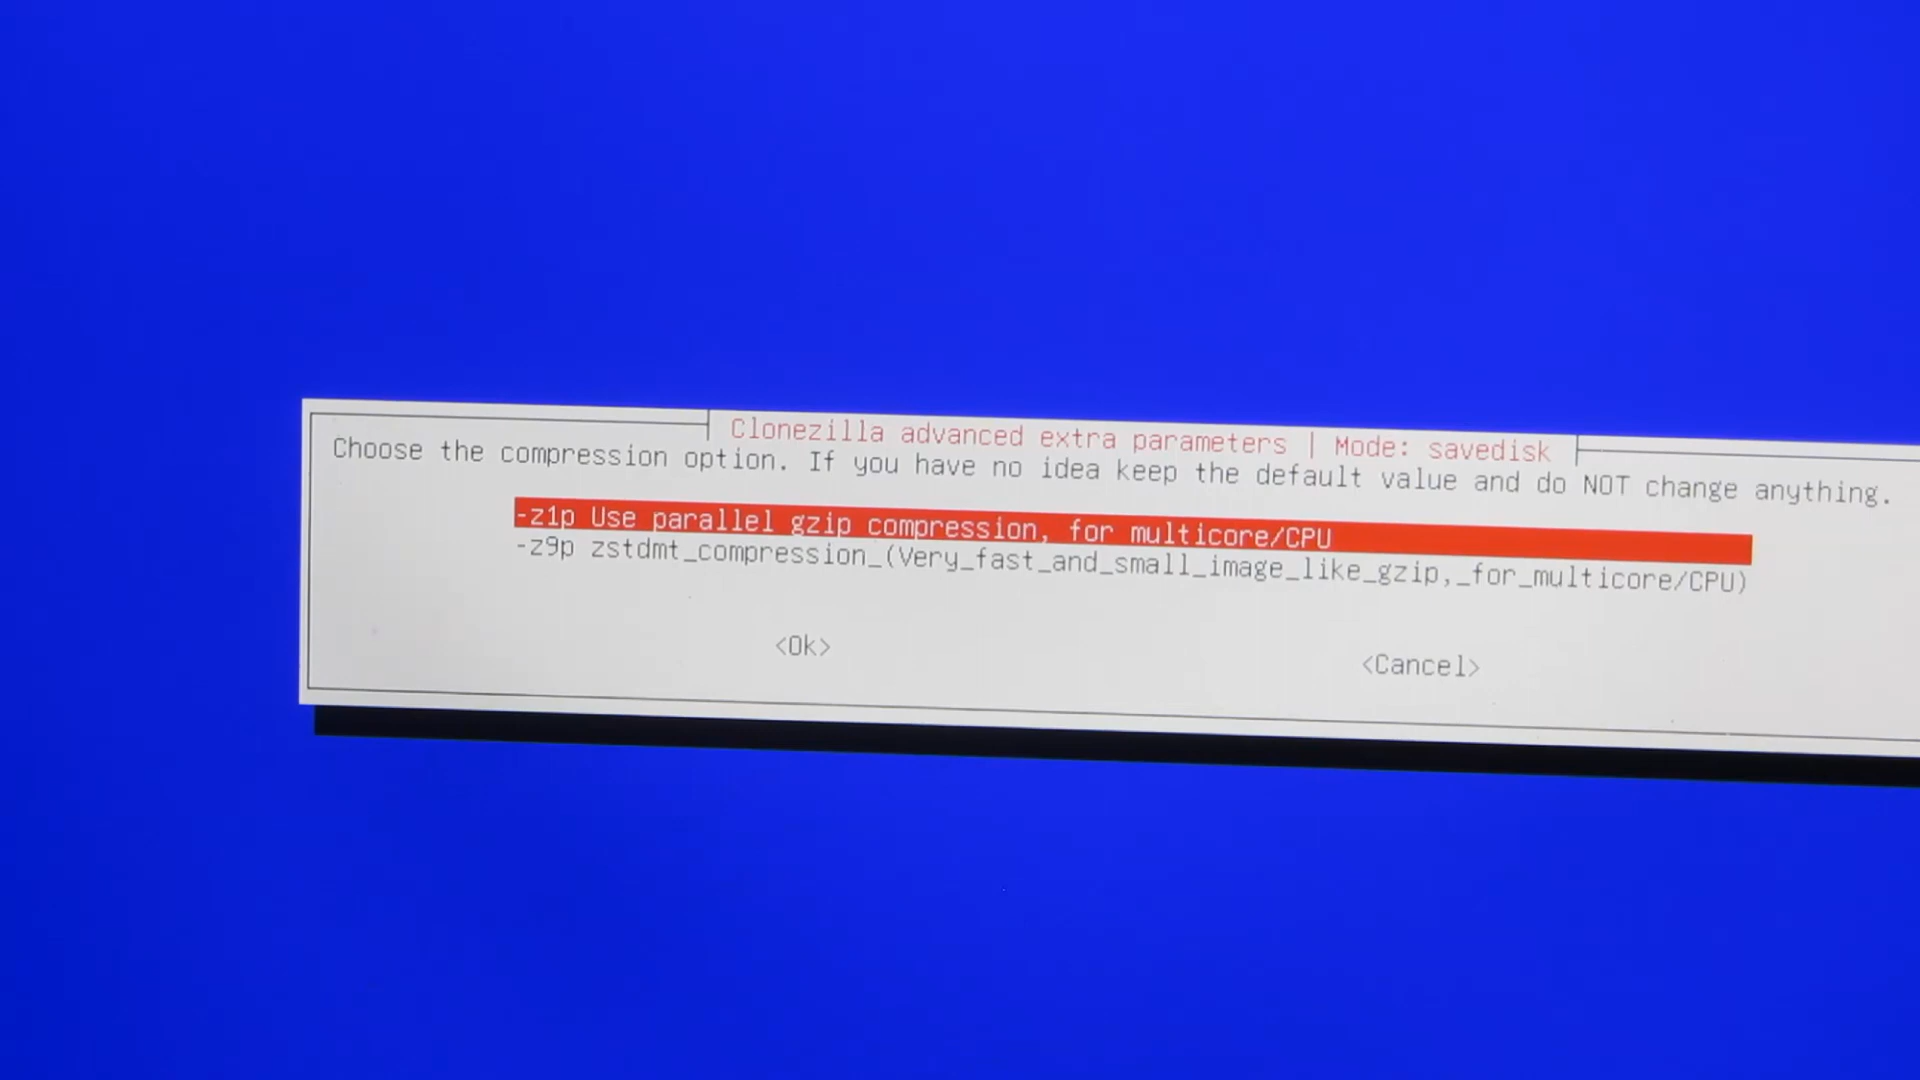 Clonezilla advanced extra parameters | Mode: savedisk
Choose the compression option. If you have no idea keep the default value and do NOT change anything.
-z1p Use parallel gzip compression, for multicore/CPU
-z9p zstdmt_compression_(Very_fast_and_small_image_like_gzip,_for_multicore/CPU)
<Ok> <Cancel>